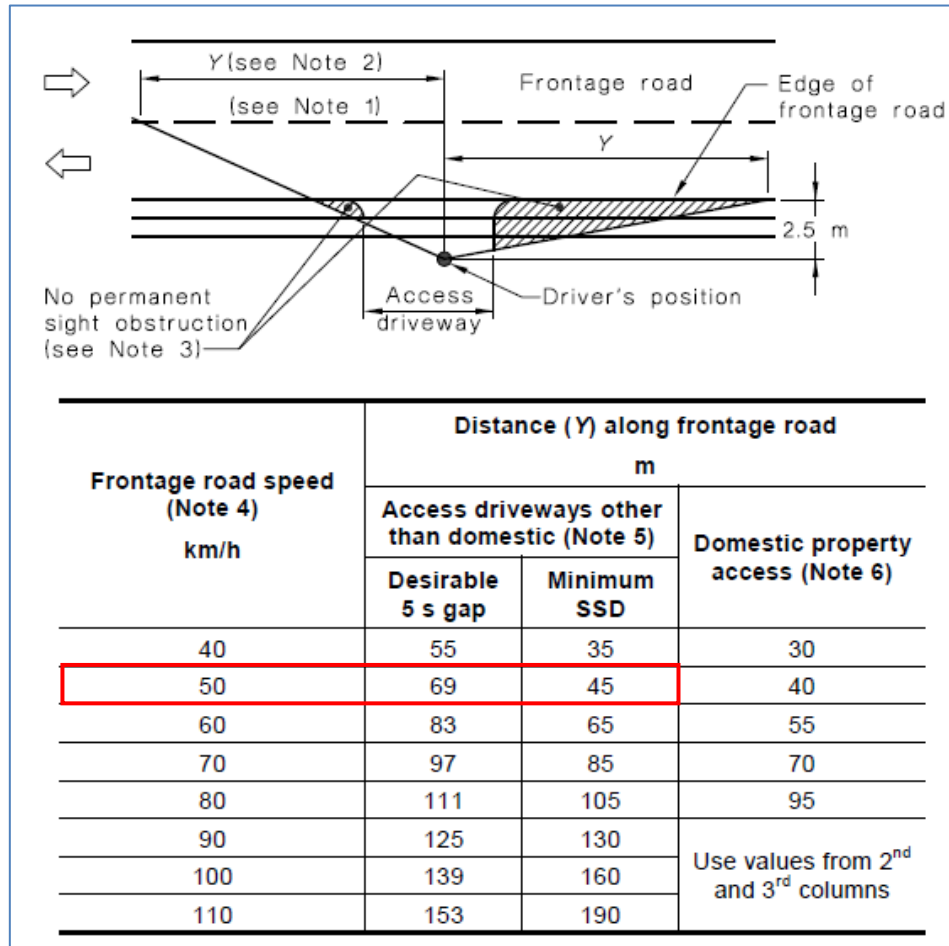 Y(see Note 2)
(see Note 1)
Frontage road
Edge of
frontage road
Y
2.5 m
No permanent
sight obstruction
(see Note 3)
Access
driveway
Driver's position
Frontage road speed
(Note 4)
km/h
Distance (Y) along frontage road
m
Access driveways other
than domestic (Note 5)
Domestic property
access (Note 6)
Desirable
5 s gap
Minimum
SSD
40 55 35 30
50 69 45 40
60 83 65 55
70 97 85 70
80 111 105 95
90 125 130
100 139 160
110 153 190
Use values from 2nd
and 3rd columns